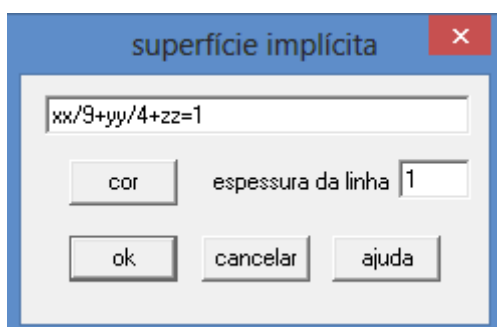 superfície implícita
xx/9+yy/4+zz=1
cor espessura da linha 1
ok cancelar ajuda